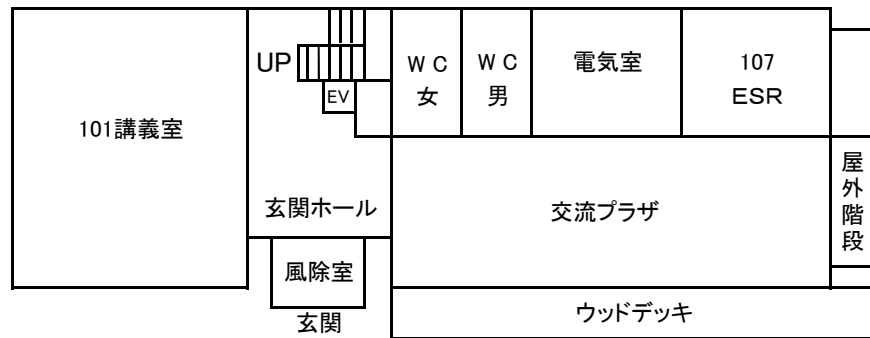 UP
EV
ＷＣ
女
ＷＣ
男
電気室
107
ESR
101講義室
玄関ホール
交流プラザ
屋外階段
風除室
玄関
ウッドデッキ